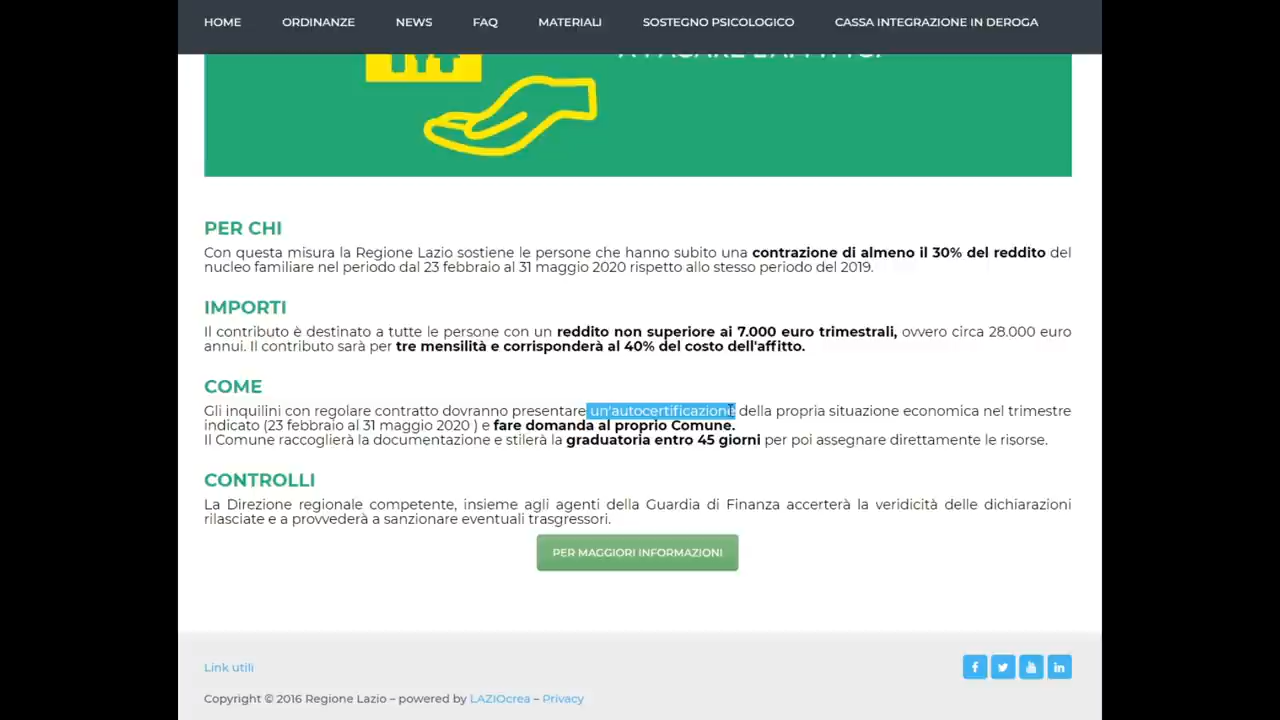 HOME ORDINANZE NEWS FAQ MATERIALI SOSTEGNO PSICOLOGICO CASSA INTEGRAZIONE IN DEROGA
PER CHI
Con questa misura la Regione Lazio sostiene le persone che hanno subito una contrazione di almeno il 30% del reddito del
nucleo familiare nel periodo dal 23 febbraio al 31 maggio 2020 rispetto allo stesso periodo del 2019.
IMPORTI
Il contributo è destinato a tutte le persone con un reddito non superiore ai 7.000 euro trimestrali, ovvero circa 28.000 euro
annui. Il contributo sarà per tre mensilità e corrisponderà al 40% del costo dell'affitto.
COME
Gli inquilini con regolare contratto dovranno presentare un'autocertificazione della propria situazione economica nel trimestre
indicato (23 febbraio al 31 maggio 2020 ) e fare domanda al proprio Comune.
Il Comune raccoglierà la documentazione e stilerà la graduatoria entro 45 giorni per poi assegnare direttamente le risorse.
CONTROLLI
La Direzione regionale competente, insieme agli agenti della Guardia di Finanza accerterà la veridicità delle dichiarazioni
rilasciate e a provvederà a sanzionare eventuali trasgressori.
PER MAGGIORI INFORMAZIONI
Link utili
Copyright © 2016 Regione Lazio – powered by LAZIOcrea – Privacy